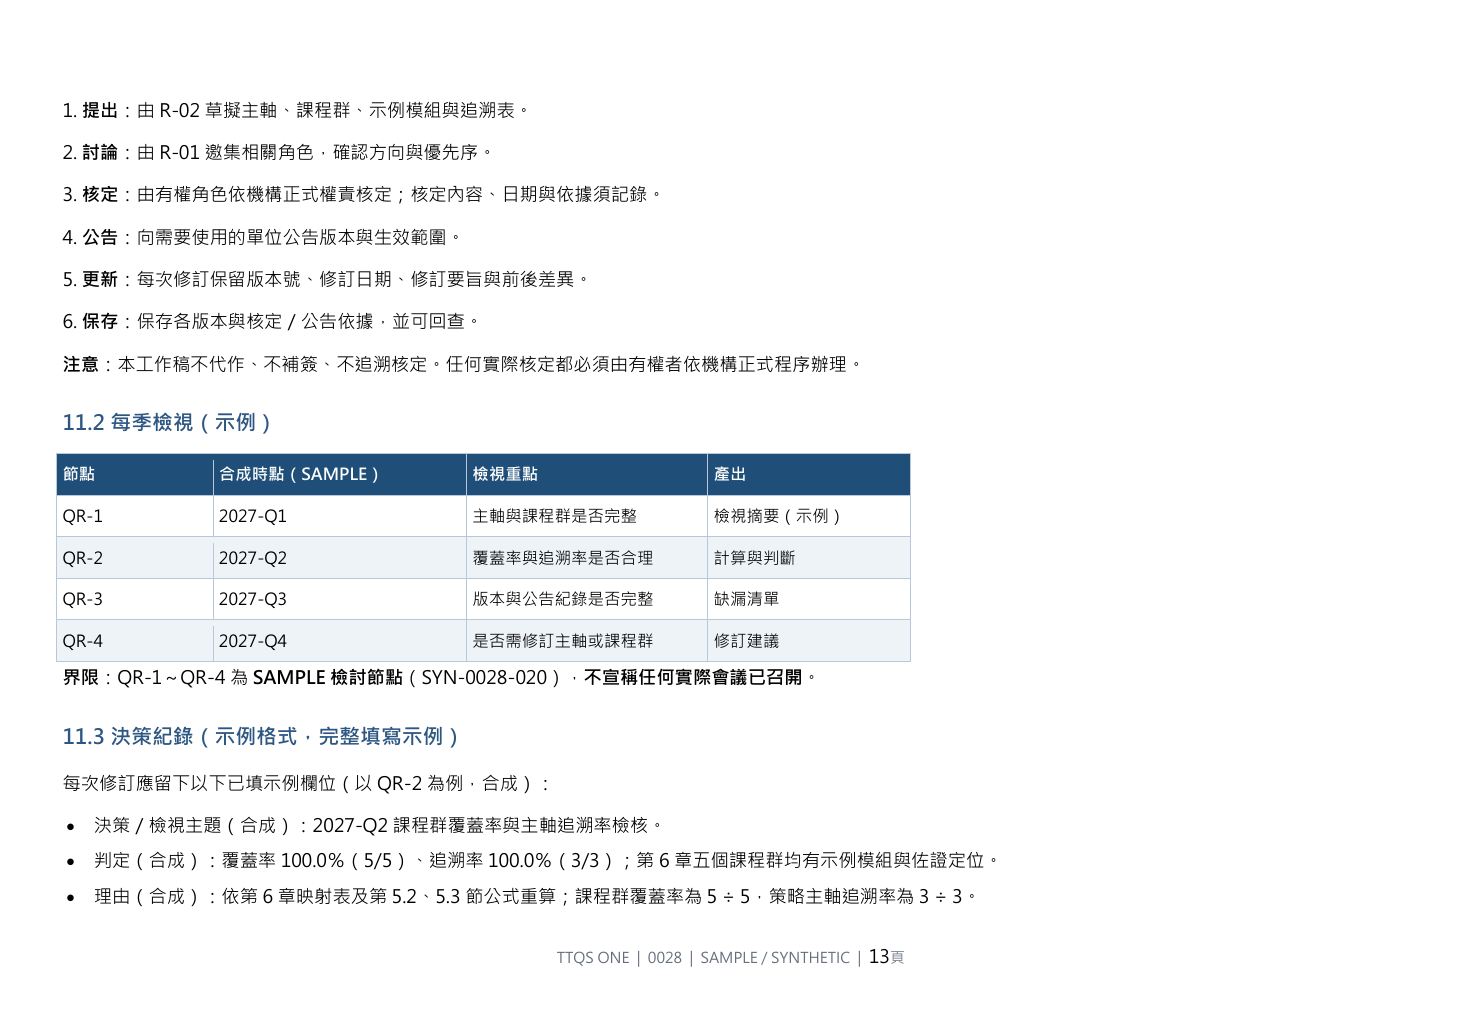 1. 提出：由 R-02 草擬主軸、課程群、示例模組與追溯表。
2. 討論：由 R-01 邀集相關角色，確認方向與優先序。
3. 核定：由有權角色依機構正式權責核定；核定內容、日期與依據須記錄。
4. 公告：向需要使用的單位公告版本與生效範圍。
5. 更新：每次修訂保留版本號、修訂日期、修訂要旨與前後差異。
6. 保存：保存各版本與核定 / 公告依據，並可回查。
注意：本工作稿不代作、不補簽、不追溯核定。任何實際核定都必須由有權者依機構正式程序辦理。
11.2 每季檢視（示例）
節點 合成時點（SAMPLE） 檢視重點 產出
QR-1 2027-Q1 主軸與課程群是否完整 檢視摘要（示例）
QR-2 2027-Q2 覆蓋率與追溯率是否合理 計算與判斷
QR-3 2027-Q3 版本與公告紀錄是否完整 缺漏清單
QR-4 2027-Q4 是否需修訂主軸或課程群 修訂建議
界限：QR-1～QR-4 為 SAMPLE 檢討節點（SYN-0028-020），不宣稱任何實際會議已召開。
11.3 決策紀錄（示例格式，完整填寫示例）
每次修訂應留下以下已填示例欄位（以 QR-2 為例，合成）：
• 決策 / 檢視主題（合成）：2027-Q2 課程群覆蓋率與主軸追溯率檢核。
• 判定（合成）：覆蓋率 100.0%（5/5）、追溯率 100.0%（3/3）；第 6 章五個課程群均有示例模組與佐證定位。
• 理由（合成）：依第 6 章映射表及第 5.2、5.3 節公式重算；課程群覆蓋率為 5 ÷ 5，策略主軸追溯率為 3 ÷ 3。
TTQS ONE | 0028 | SAMPLE / SYNTHETIC | 13頁